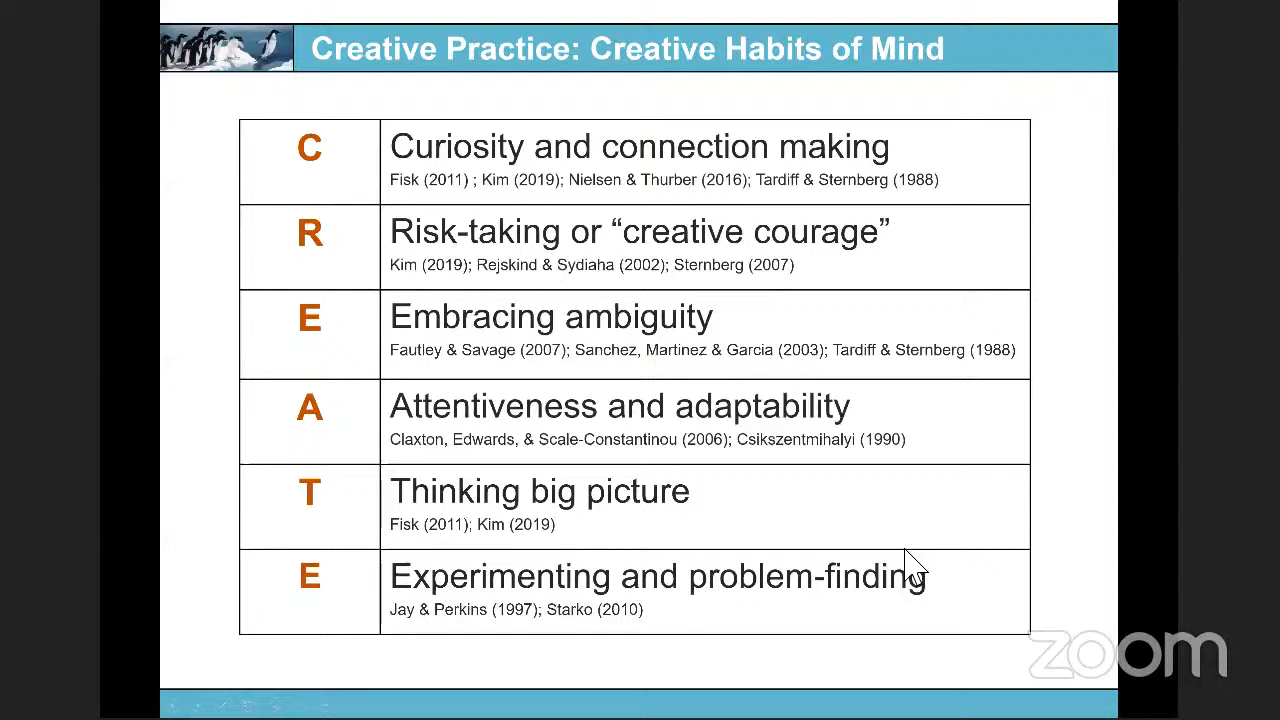 Creative Practice: Creative Habits of Mind
C
Curiosity and connection making
Fisk (2011) ; Kim (2019); Nielsen & Thurber (2016); Tardiff & Sternberg (1988)
R
Risk-taking or “creative courage”
Kim (2019); Rejskind & Sydiaha (2002); Sternberg (2007)
E
Embracing ambiguity
Fautley & Savage (2007); Sanchez, Martinez & Garcia (2003); Tardiff & Sternberg (1988)
A
Attentiveness and adaptability
Claxton, Edwards, & Scale-Constantinou (2006); Csikszentmihalyi (1990)
T
Thinking big picture
Fisk (2011); Kim (2019)
E
Experimenting and problem-finding
Jay & Perkins (1997); Starko (2010)
zoom